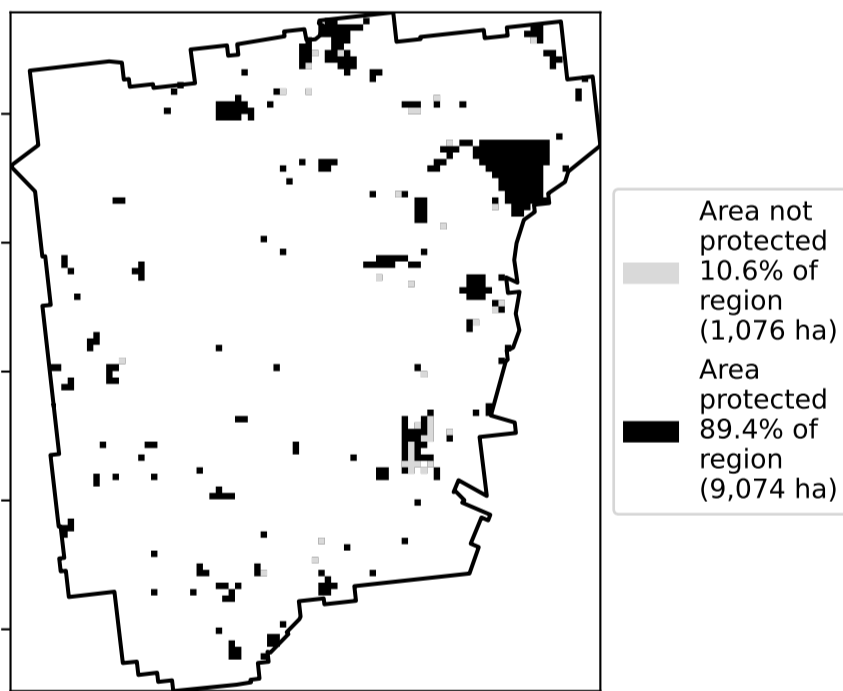 Area not
protected
10.6% of
region
(1,076 ha)
Area
protected
89.4% of
region
(9,074 ha)